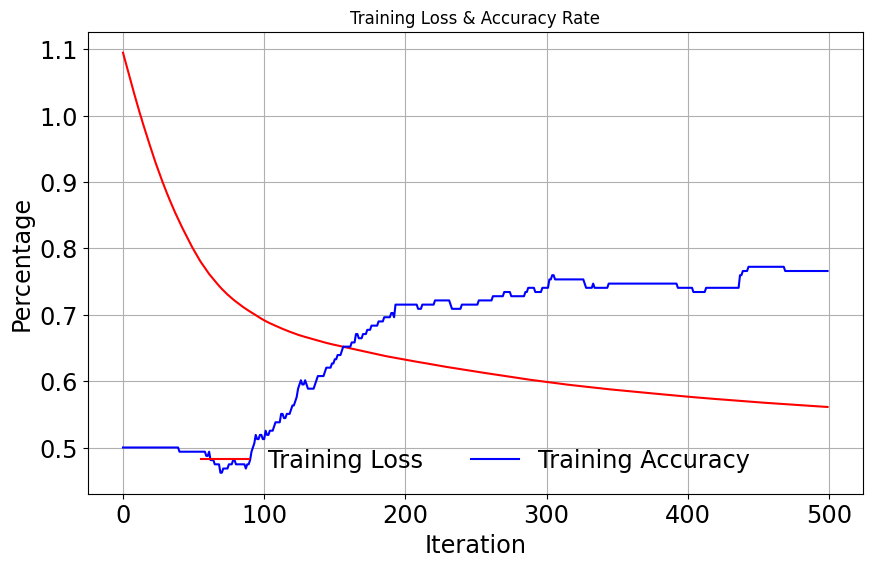 Training Loss & Accuracy Rate
Percentage
1.1
1.0
0.9
0.8
0.7
0.6
0.5
Training Loss Training Accuracy
0 100 200 300 400 500
Iteration